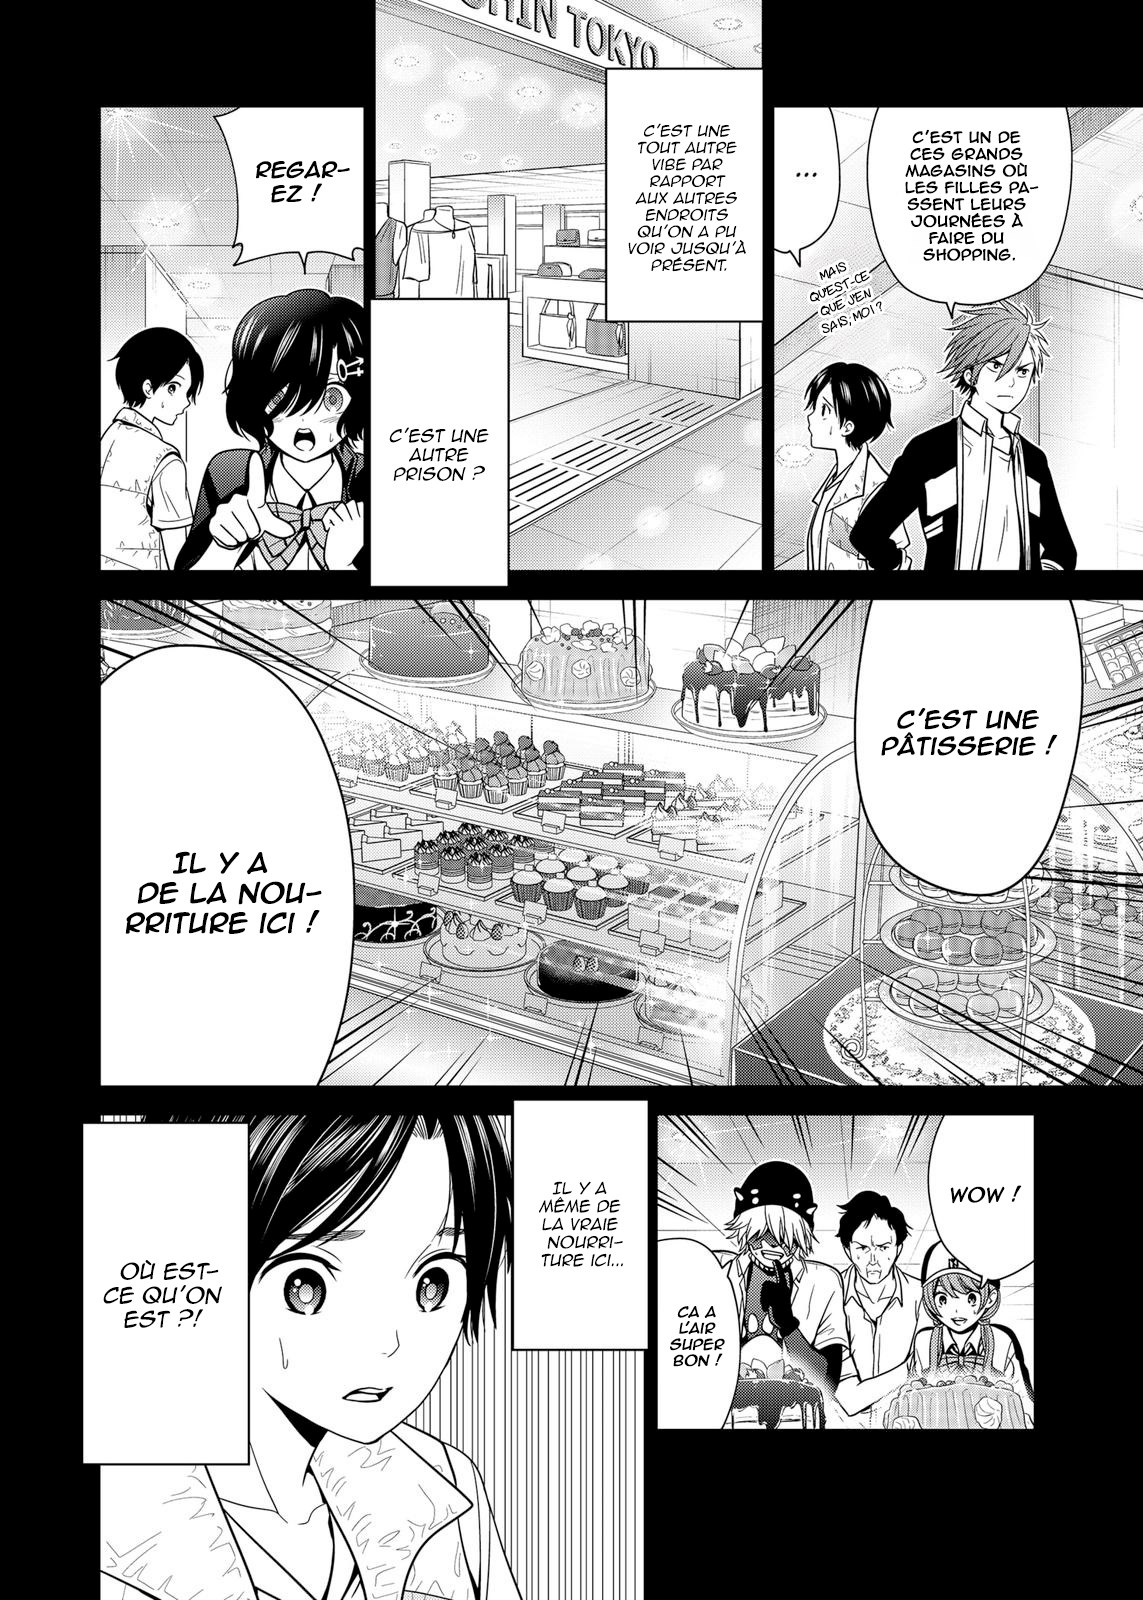 C'EST UN DE
CES GRANDS
MAGASINS OÙ
LES FILLES PA-
SSENT LEURS
JOURNÉES À
FAIRE DU
SHOPPING.
...
MAIS
QU'EST-CE
QUE J'EN
SAIS, MOI ?
TOKYO
C'EST UNE
TOUT AUTRE
VIBE PAR
RAPPORT
AUX AUTRES
ENDROITS
QU'ON A PU
VOIR JUSQU'À
PRÉSENT.
C'EST UNE
AUTRE
PRISON ?
REGAR-
EZ !
C'EST UNE
PÂTISSERIE !
IL Y A
DE LA NOU-
RRITURE ICI !
WOW !
CA A
L'AIR
SUPER
BON !
IL Y A
MÊME DE
LA VRAIE
NOURRI-
TURE ICI...
OÙ EST-
CE QU'ON
EST ?!